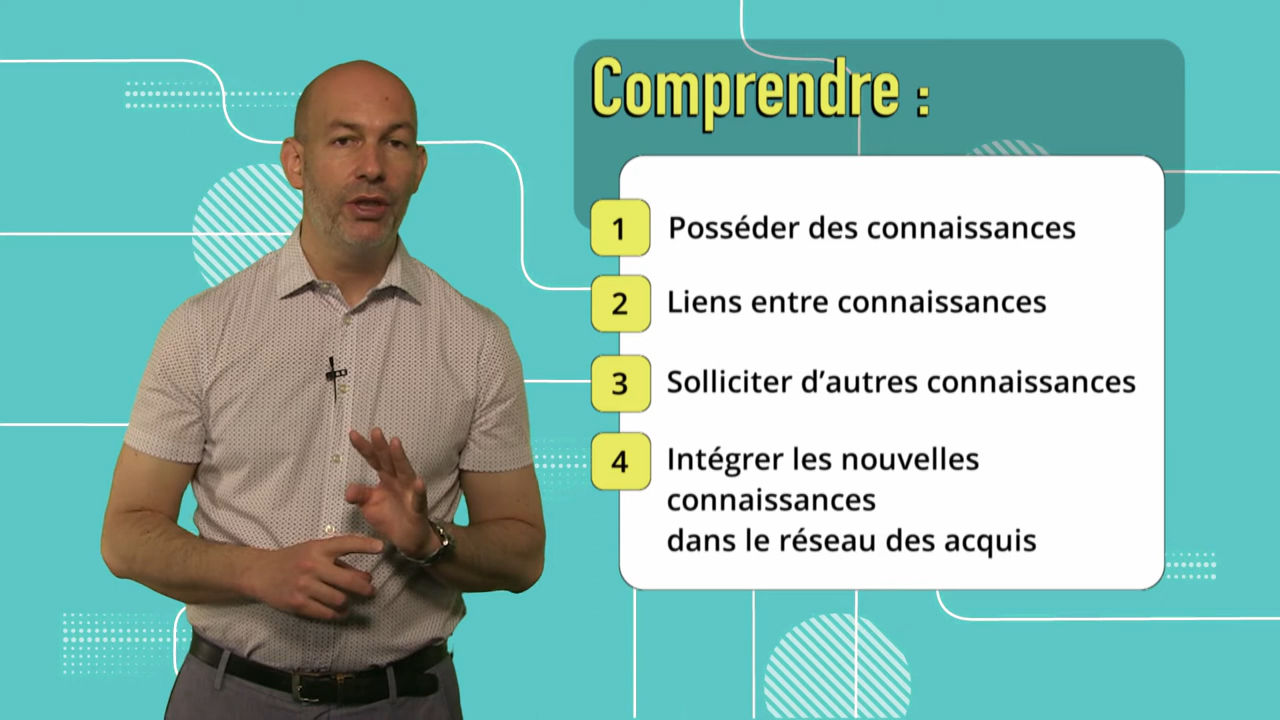 Comprendre :
1 Posséder des connaissances
2 Liens entre connaissances
3 Solliciter d’autres connaissances
4 Intégrer les nouvelles
connaissances
dans le réseau des acquis